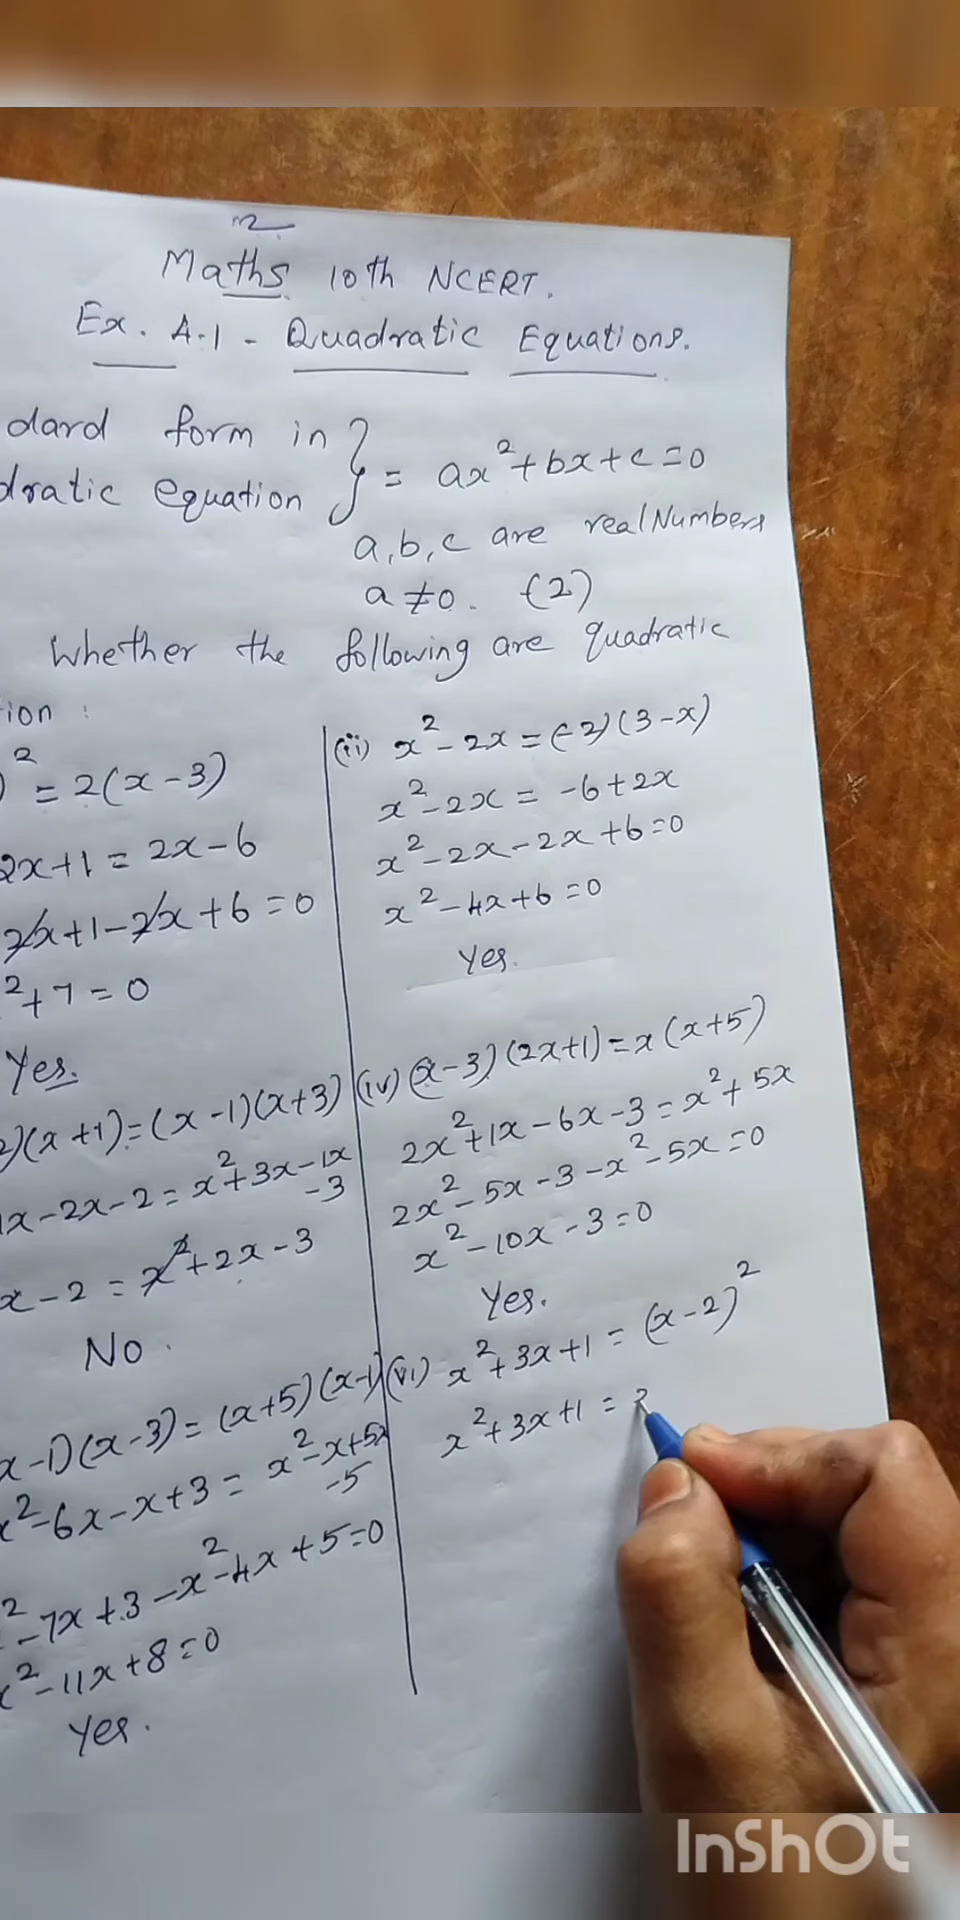 Maths 10th NCERT.
Ex. 4.1 - Quadratic Equations.
dard form in } = ax²+bx+c=0
dratic equation
a,b,c are real Numbers
a≠0. (2)
Whether the following are quadratic
ion :
)² = 2(x-3)
2x+1 = 2x-6
2x+1-2x+6=0
²+7=0
Yes.
(ii) x²-2x = (-2)(3-x)
x²-2x = -6+2x
x²-2x-2x+6=0
x²-4x+6=0
Yes.
2)(x+1)=(x-1)(x+3)
1x-2x-2=x²+3x-1x
-3
x-2 = x²+2x-3
No.
(iv) (x-3)(2x+1)=x(x+5)
2x²+1x-6x-3=x²+5x
2x²-5x-3-x²-5x=0
x²-10x-3=0
Yes.
x-1)(x-3)=(x+5)(x-1)
x²-6x-x+3=x²-x+5x
-5
²-7x+3-x²-4x+5=0
x²-11x+8=0
Yes.
(vi) x²+3x+1=(x-2)²
x²+3x+1=
InShOt